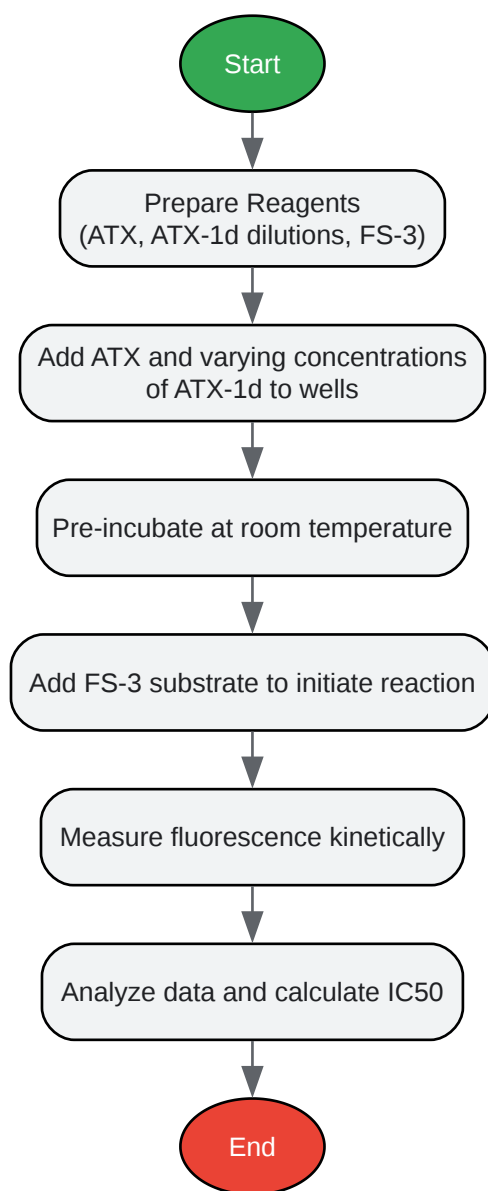 Start
Prepare Reagents
(ATX, ATX-1d dilutions, FS-3)
Add ATX and varying concentrations
of ATX-1d to wells
Pre-incubate at room temperature
Add FS-3 substrate to initiate reaction
Measure fluorescence kinetically
Analyze data and calculate IC50
End